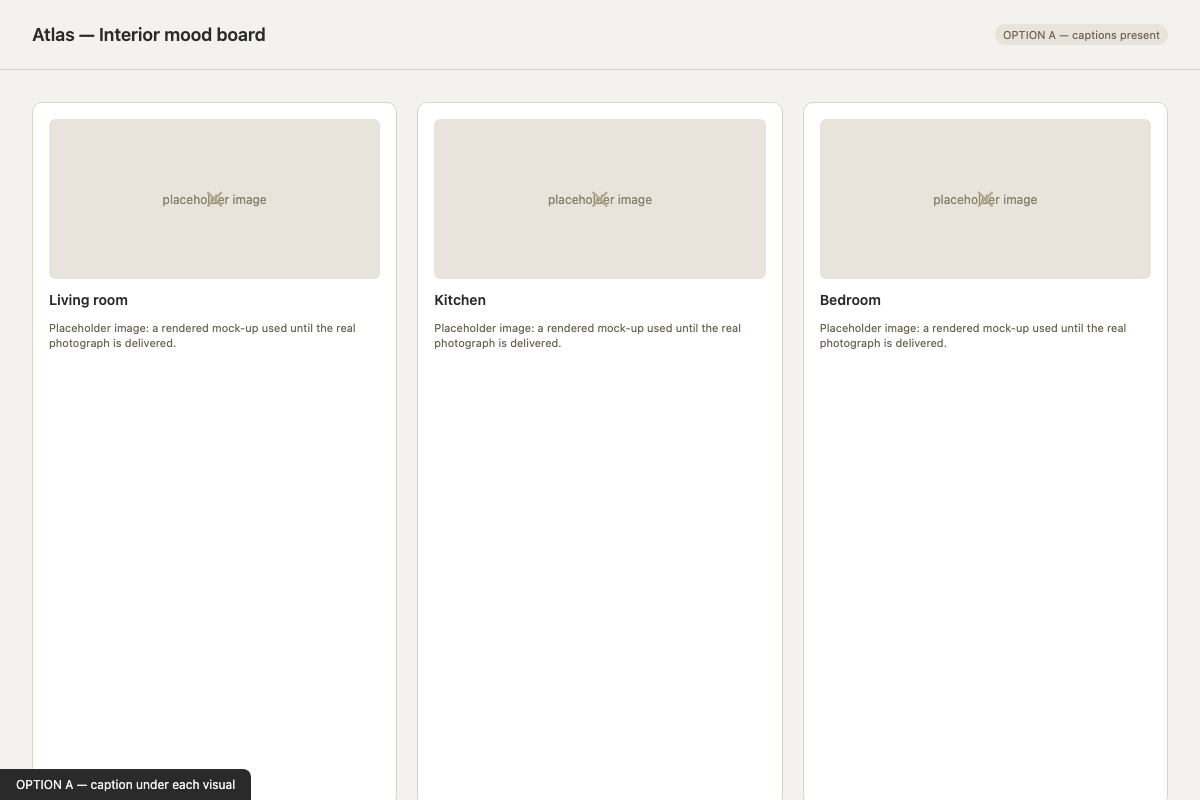 Atlas — Interior mood board
OPTION A — captions present
placeholder image
placeholder image
placeholder image
Living room
Placeholder image: a rendered mock-up used until the real
photograph is delivered.
Kitchen
Placeholder image: a rendered mock-up used until the real
photograph is delivered.
Bedroom
Placeholder image: a rendered mock-up used until the real
photograph is delivered.
OPTION A — caption under each visual